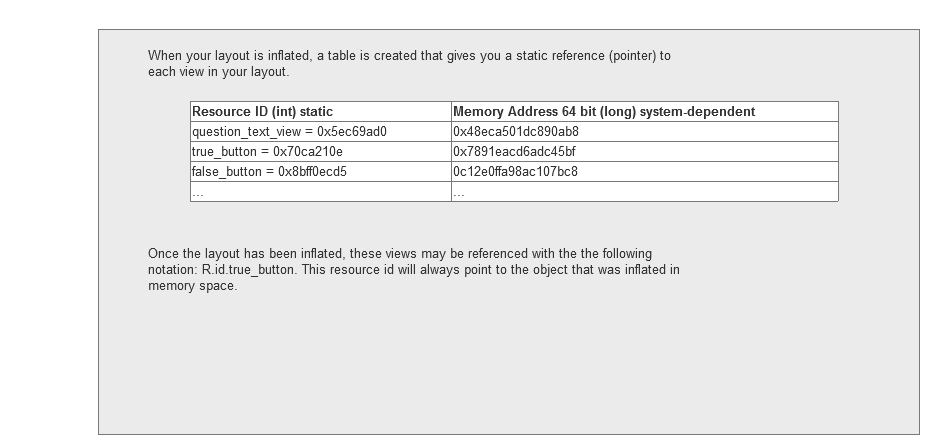 When your layout is inflated, a table is created that gives you a static reference (pointer) to
each view in your layout.
Resource ID (int) static Memory Address 64 bit (long) system-dependent
question_text_view = 0x5ec69ad0 0x48eca501dc890ab8
true_button = 0x70ca210e 0x7891eacd6adc45bf
false_button = 0x8bff0ecd5 0c12e0ffa98ac107bc8
... ...
Once the layout has been inflated, these views may be referenced with the the following
notation: R.id.true_button. This resource id will always point to the object that was inflated in
memory space.